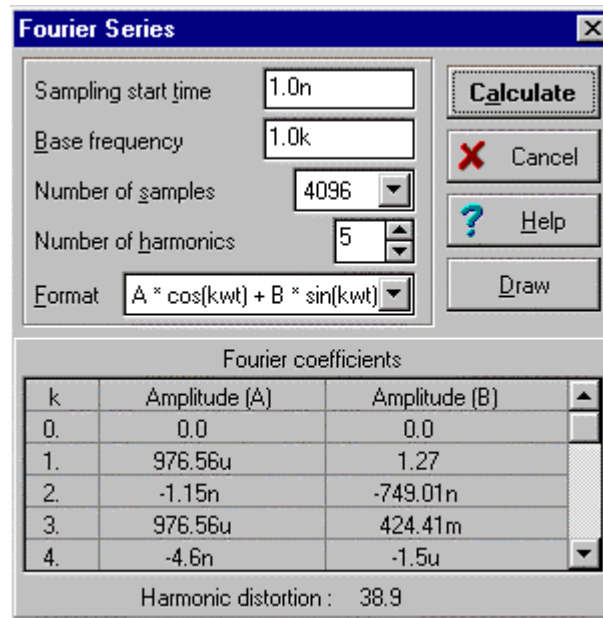 Fourier Series
Sampling start time 1.0n
Base frequency 1.0k
Number of samples 4096
Number of harmonics 5
Format A * cos(kwt) + B * sin(kwt)
Calculate
Cancel
? Help
Draw
Fourier coefficients
k Amplitude (A) Amplitude (B)
0. 0.0 0.0
1. 976.56u 1.27
2. -1.15n -749.01n
3. 976.56u 424.41m
4. -4.6n -1.5u
Harmonic distortion : 38.9